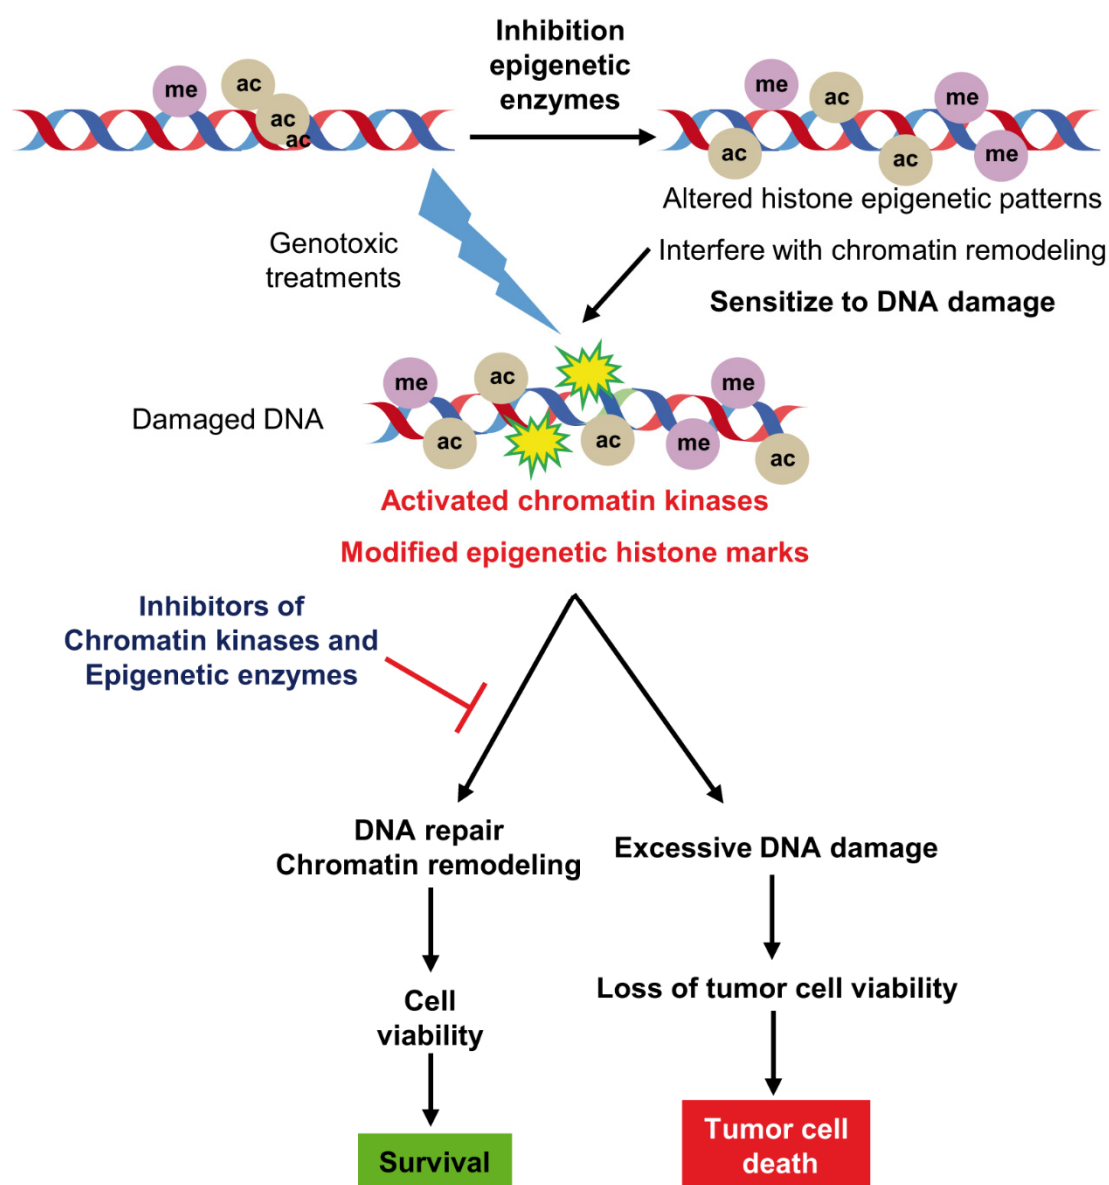 Inhibition
epigenetic
enzymes
me
ac
ac
ac
me
ac
me
ac
ac
me
Altered histone epigenetic patterns
Genotoxic
treatments
Interfere with chromatin remodeling
Sensitize to DNA damage
me
ac
me
Damaged DNA
ac
ac
me
ac
Activated chromatin kinases
Modified epigenetic histone marks
Inhibitors of
Chromatin kinases and
Epigenetic enzymes
DNA repair
Chromatin remodeling
Excessive DNA damage
Cell
viability
Loss of tumor cell viability
Survival
Tumor cell
death